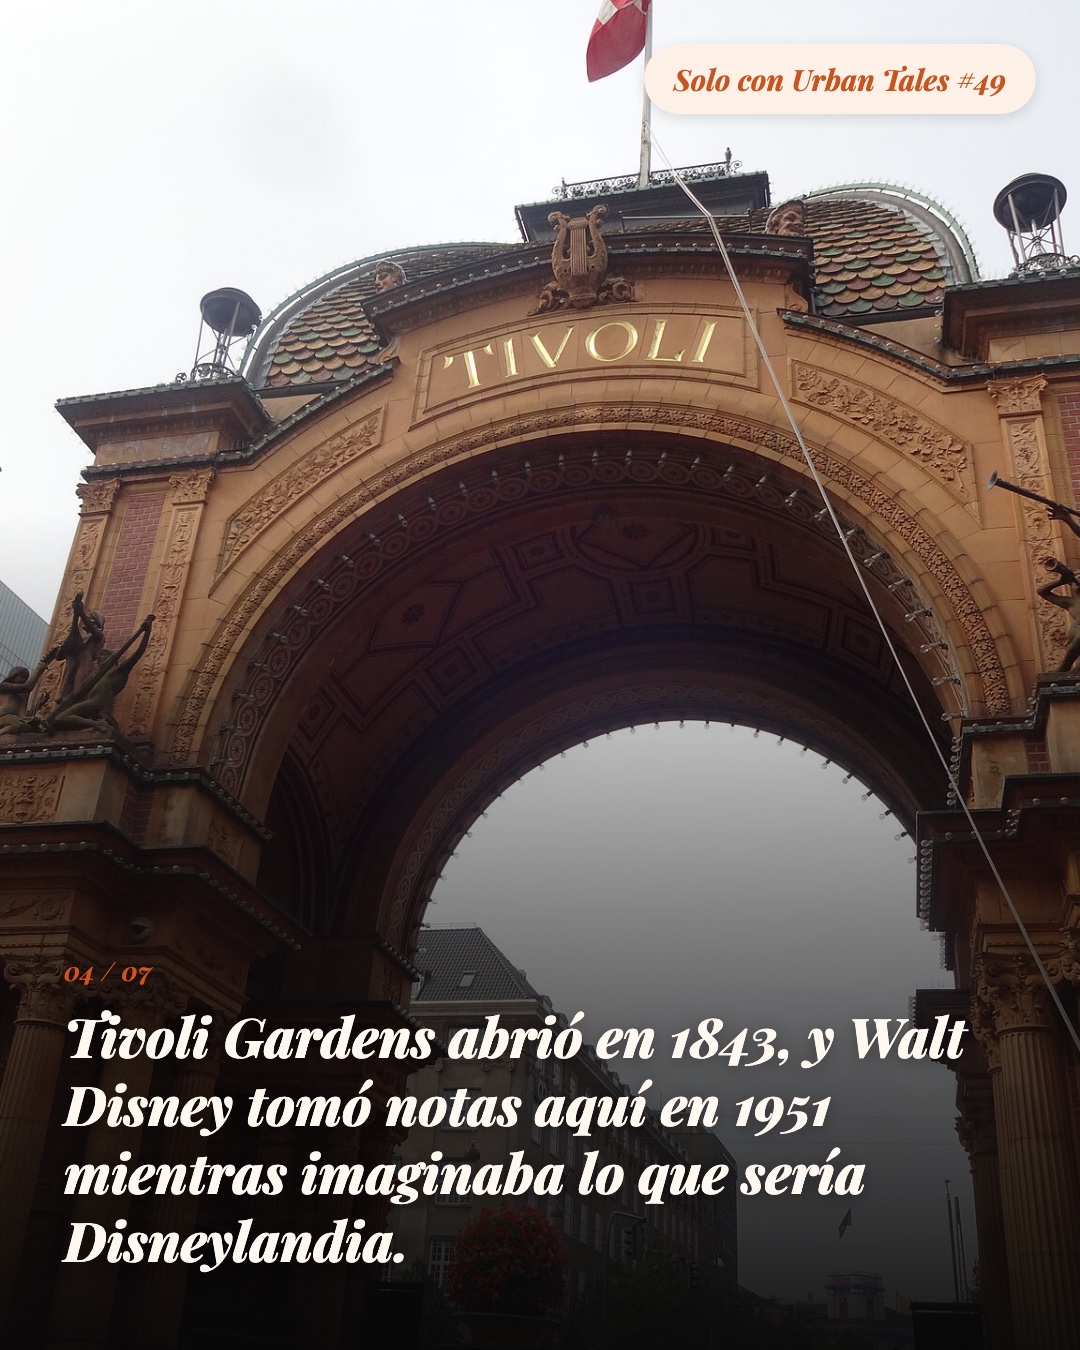 Solo con Urban Tales #49
TIVOLI
04 / 07
Tivoli Gardens abrió en 1843, y Walt
Disney tomó notas aquí en 1951
mientras imaginaba lo que sería
Disneylandia.